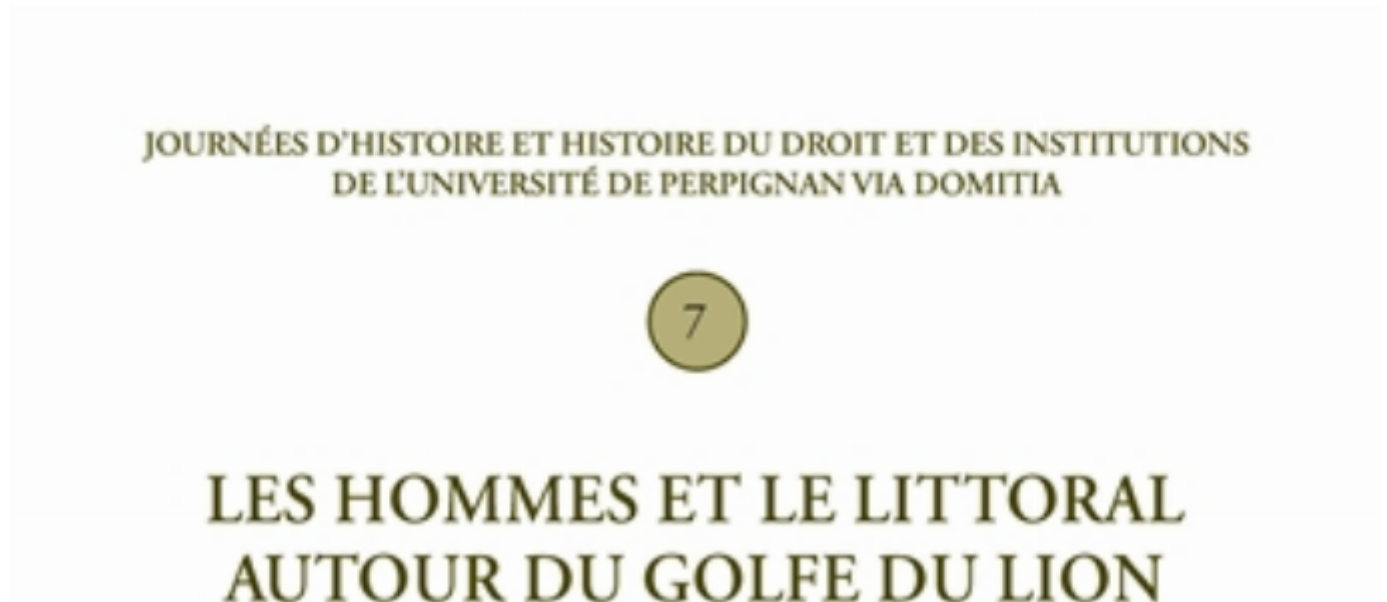 JOURNÉES D'HISTOIRE ET HISTOIRE DU DROIT ET DES INSTITUTIONS
DE L'UNIVERSITÉ DE PERPIGNAN VIA DOMITIA
7
LES HOMMES ET LE LITTORAL
AUTOUR DU GOLFE DU LION